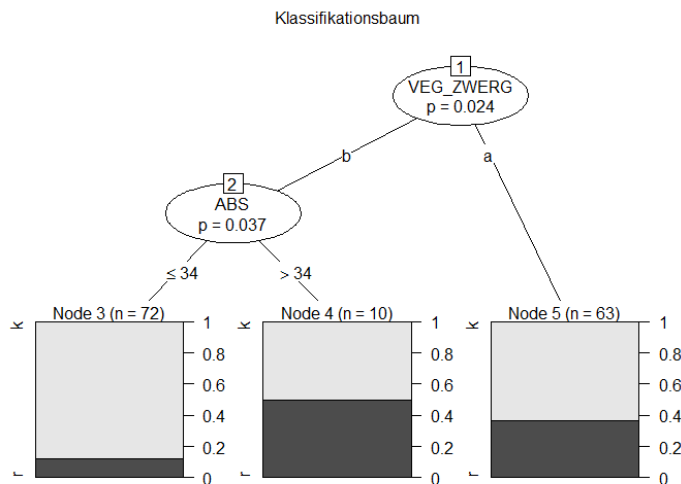 Klassifikationsbaum
1
VEG_ZWERG
p = 0.024
b
a
2
ABS
p = 0.037
≤ 34
> 34
Node 3 (n = 72)
k
r
1
0.8
0.6
0.4
0.2
0
Node 4 (n = 10)
k
r
1
0.8
0.6
0.4
0.2
0
Node 5 (n = 63)
k
r
1
0.8
0.6
0.4
0.2
0